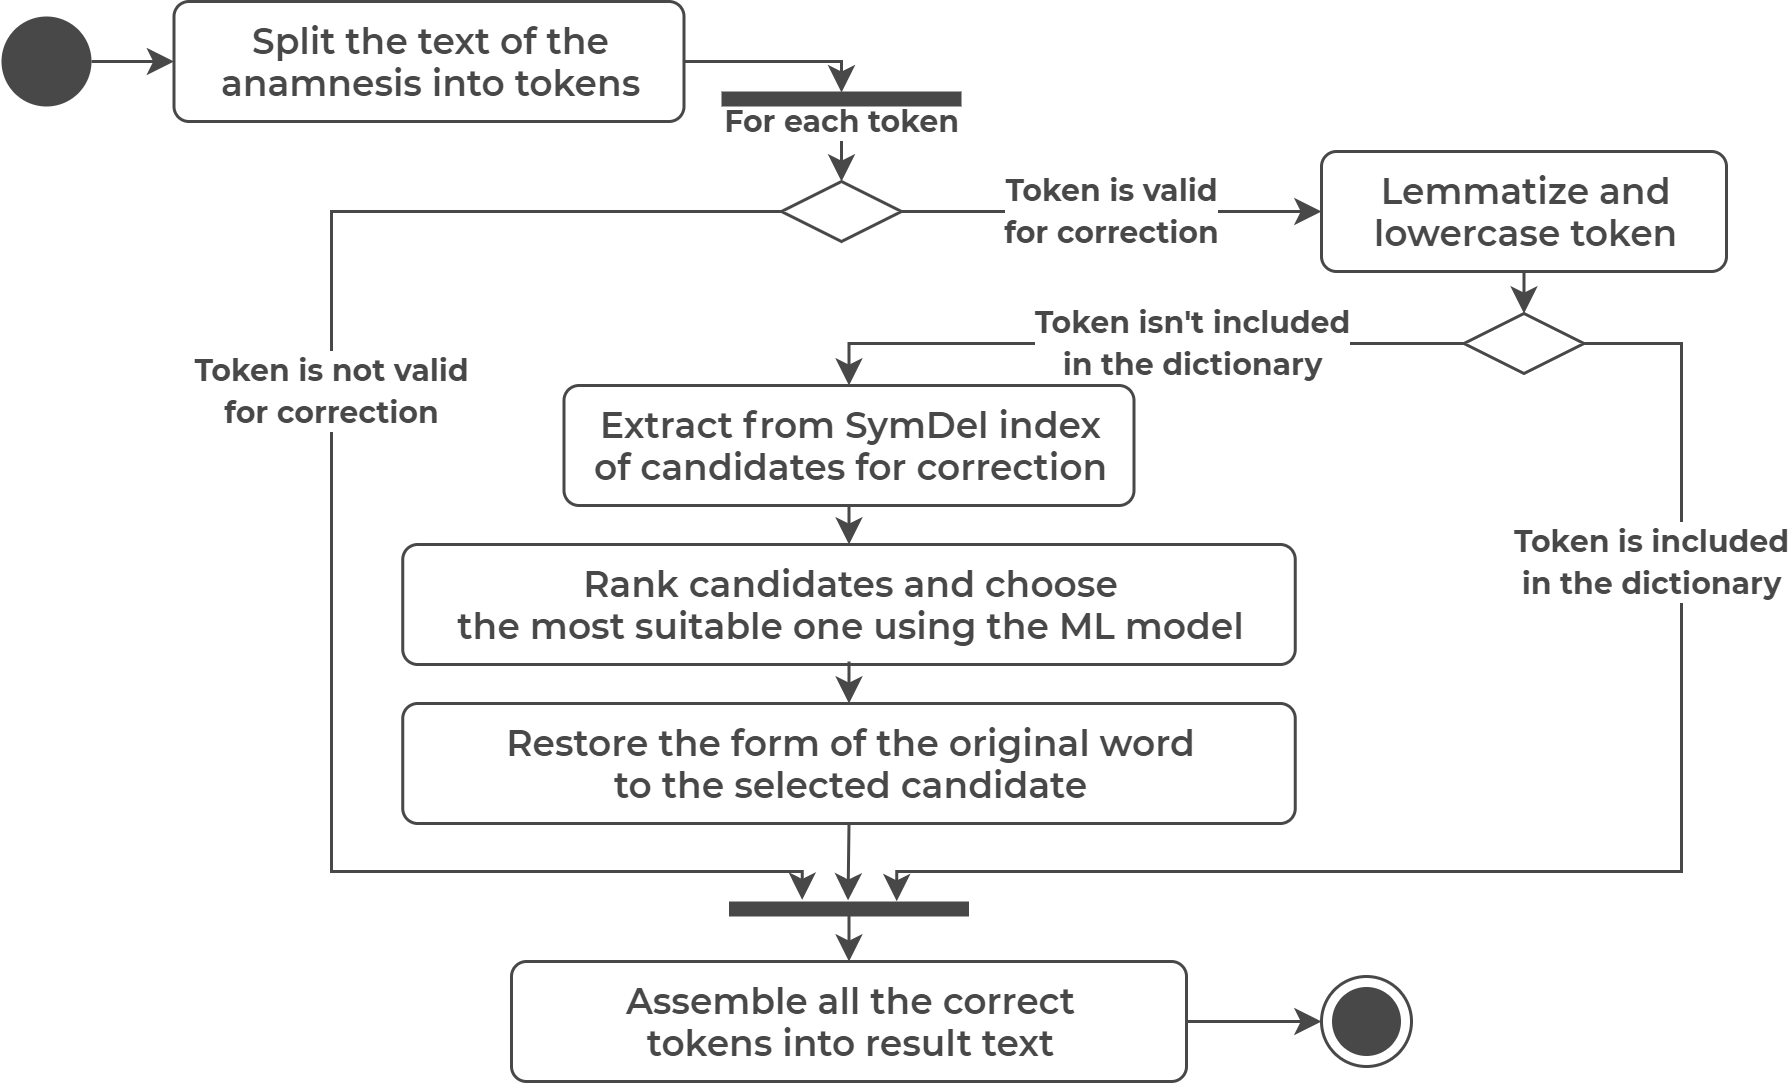 Split the text of the
anamnesis into tokens
For each token
Token is valid
for correction
Lemmatize and
lowercase token
Token isn't included
in the dictionary
Token is not valid
for correction
Extract from SymDel index
of candidates for correction
Token is included
in the dictionary
Rank candidates and choose
the most suitable one using the ML model
Restore the form of the original word
to the selected candidate
Assemble all the correct
tokens into result text